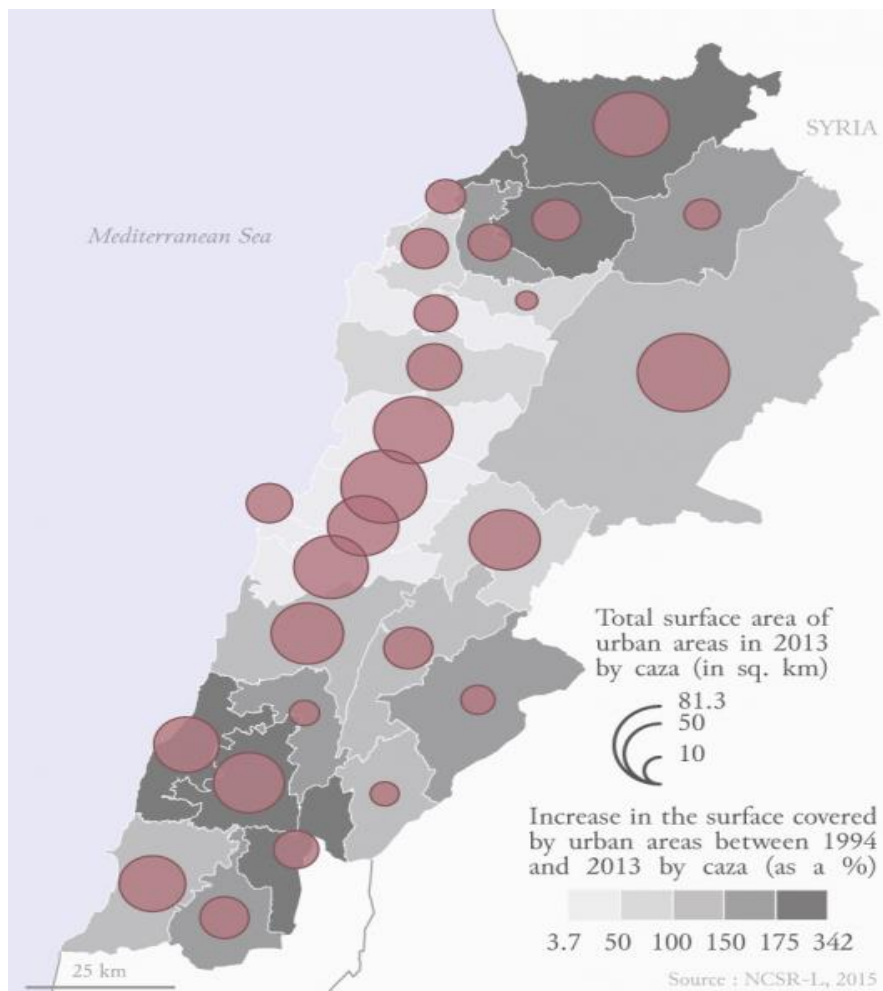 SYRIA
Mediterranean Sea
Total surface area of
urban areas in 2013
by caza (in sq. km)
81.3
50
10
Increase in the surface covered
by urban areas between 1994
and 2013 by caza (as a %)
3.7 50 100 150 175 342
25 km
Source : NCSR-L, 2015